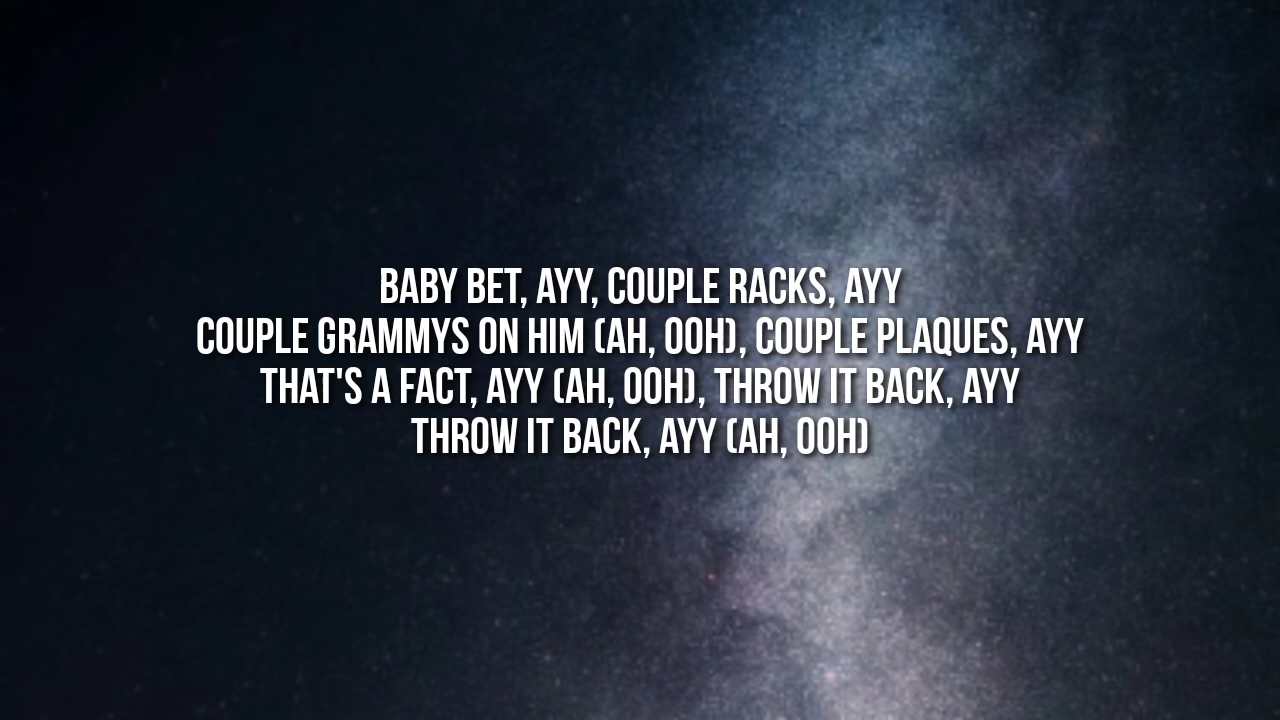 BABY BET, AYY, COUPLE RACKS, AYY
COUPLE GRAMMYS ON HIM (AH, OOH), COUPLE PLAQUES, AYY
THAT'S A FACT, AYY (AH, OOH), THROW IT BACK, AYY
THROW IT BACK, AYY (AH, OOH)